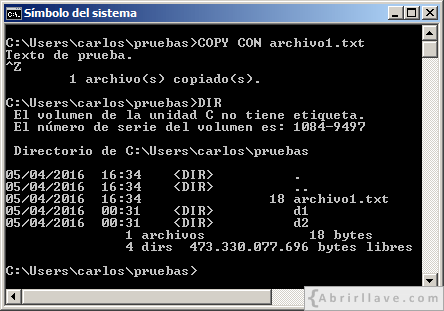 Símbolo del sistema
C:\Users\carlos\pruebas>COPY CON archivo1.txt
Texto de prueba.
^Z
        1 archivo(s) copiado(s).
C:\Users\carlos\pruebas>DIR
 El volumen de la unidad C no tiene etiqueta.
 El número de serie del volumen es: 1084-9497
 Directorio de C:\Users\carlos\pruebas
05/04/2016  16:34    <DIR>          .
05/04/2016  16:34    <DIR>          ..
05/04/2016  16:34                18 archivo1.txt
05/04/2016  00:31    <DIR>          d1
05/04/2016  00:31    <DIR>          d2
               1 archivos             18 bytes
               4 dirs  473.330.077.696 bytes libres
C:\Users\carlos\pruebas>
{Abrirllave.com